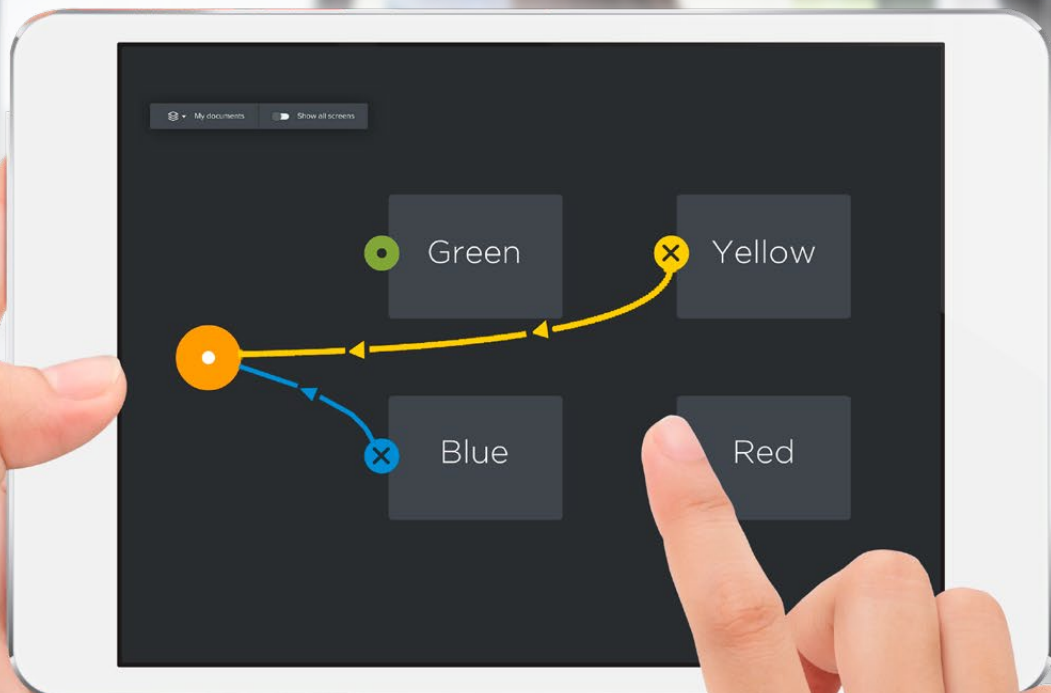 My documents
Show all screens
Green
Yellow
Blue
Red